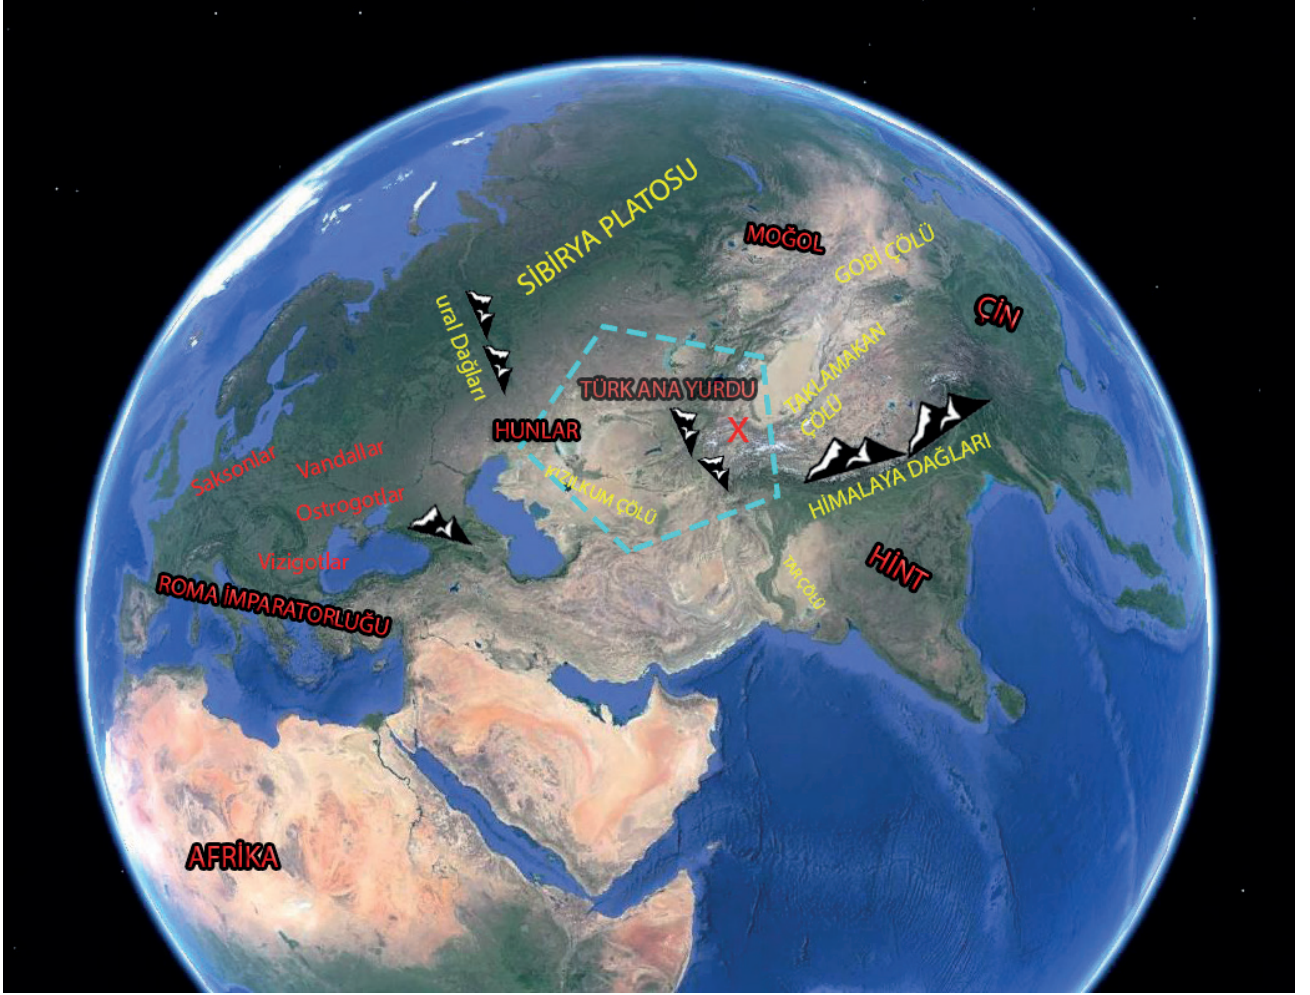 SİBİRYA PLATOSU
MOĞOL
GOBİ ÇÖLÜ
ÇİN
ural Dağları
TAKLAMAKAN
ÇÖLÜ
TÜRK ANA YURDU
X
HUNLAR
HİMALAYA DAĞLARI
KIZILKUM ÇÖLÜ
Saksonlar
Vandallar
Ostrogotlar
Vizigotlar
ROMA İMPARATORLUĞU
HİNT
TAR ÇÖLÜ
AFRİKA